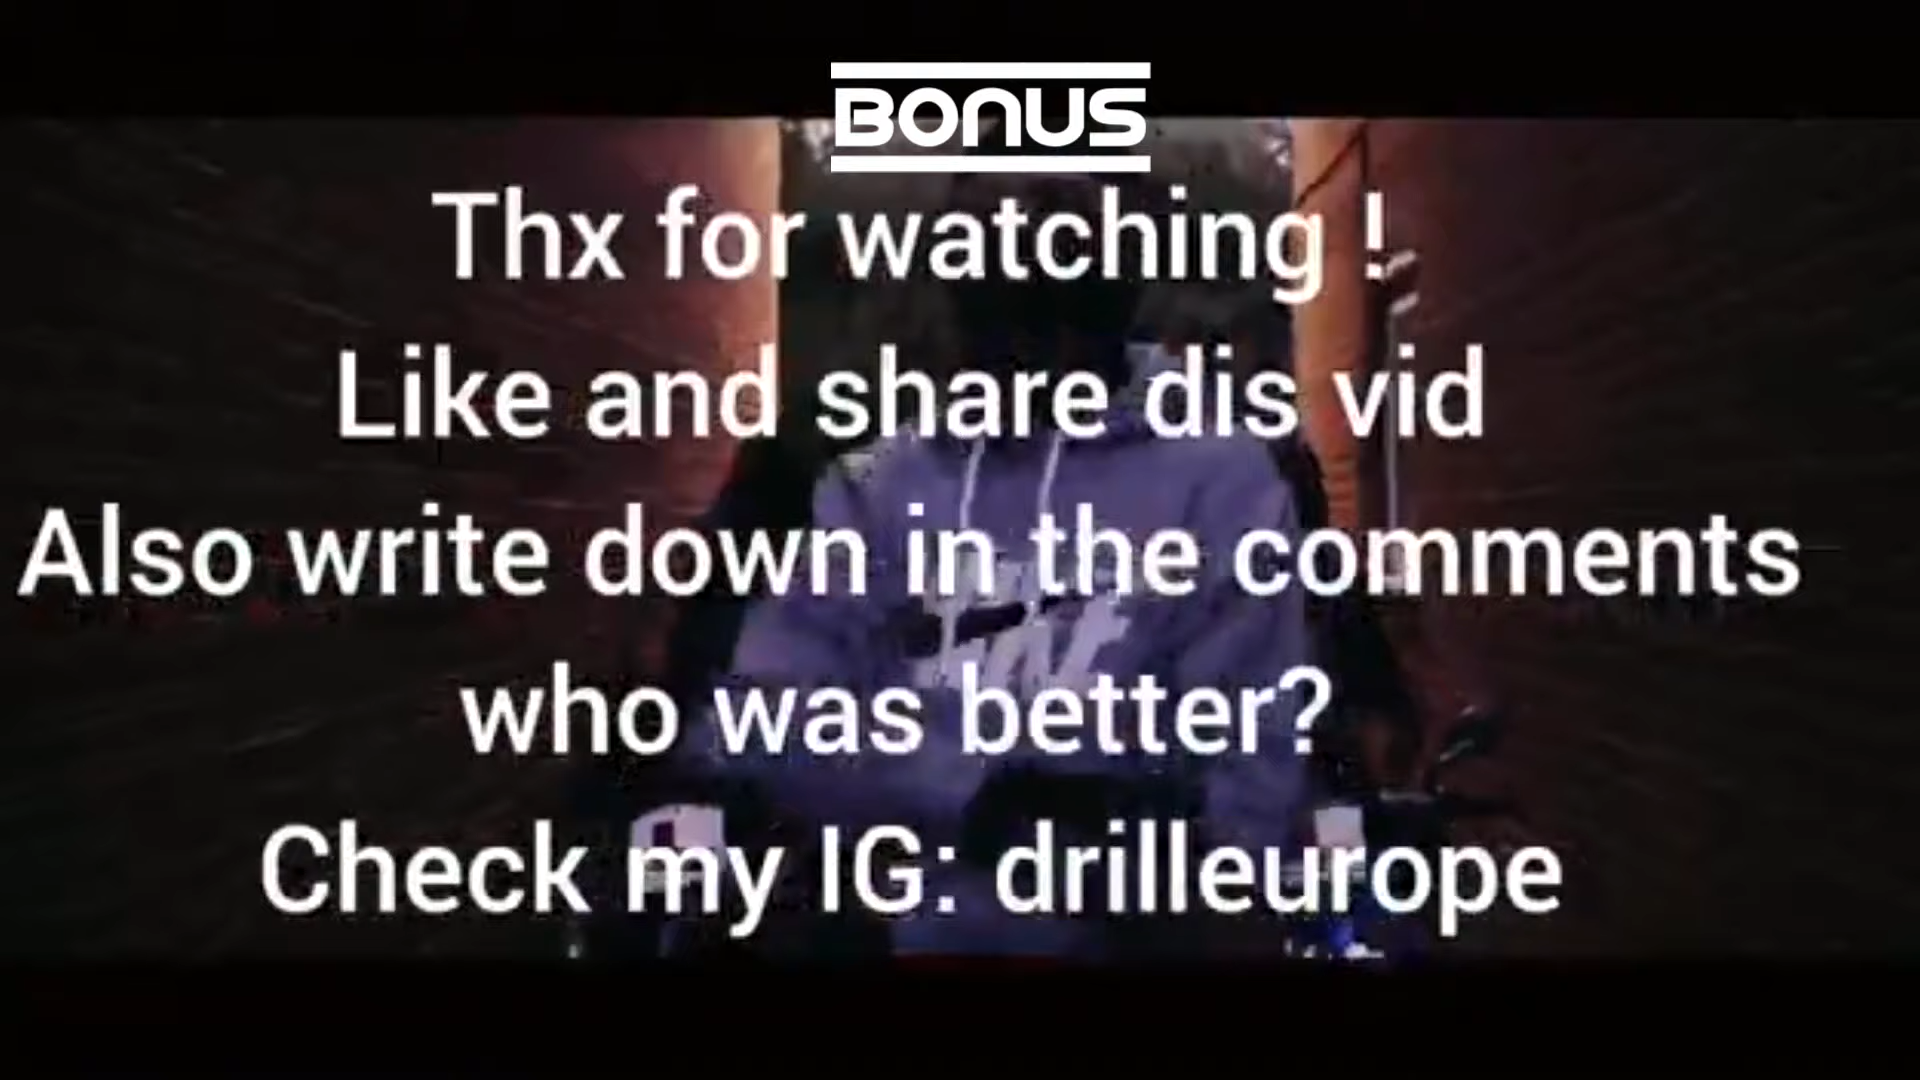 BONUS
Thx for watching !
Like and share dis vid
Also write down in the comments
who was better?
Check my IG: drilleurope